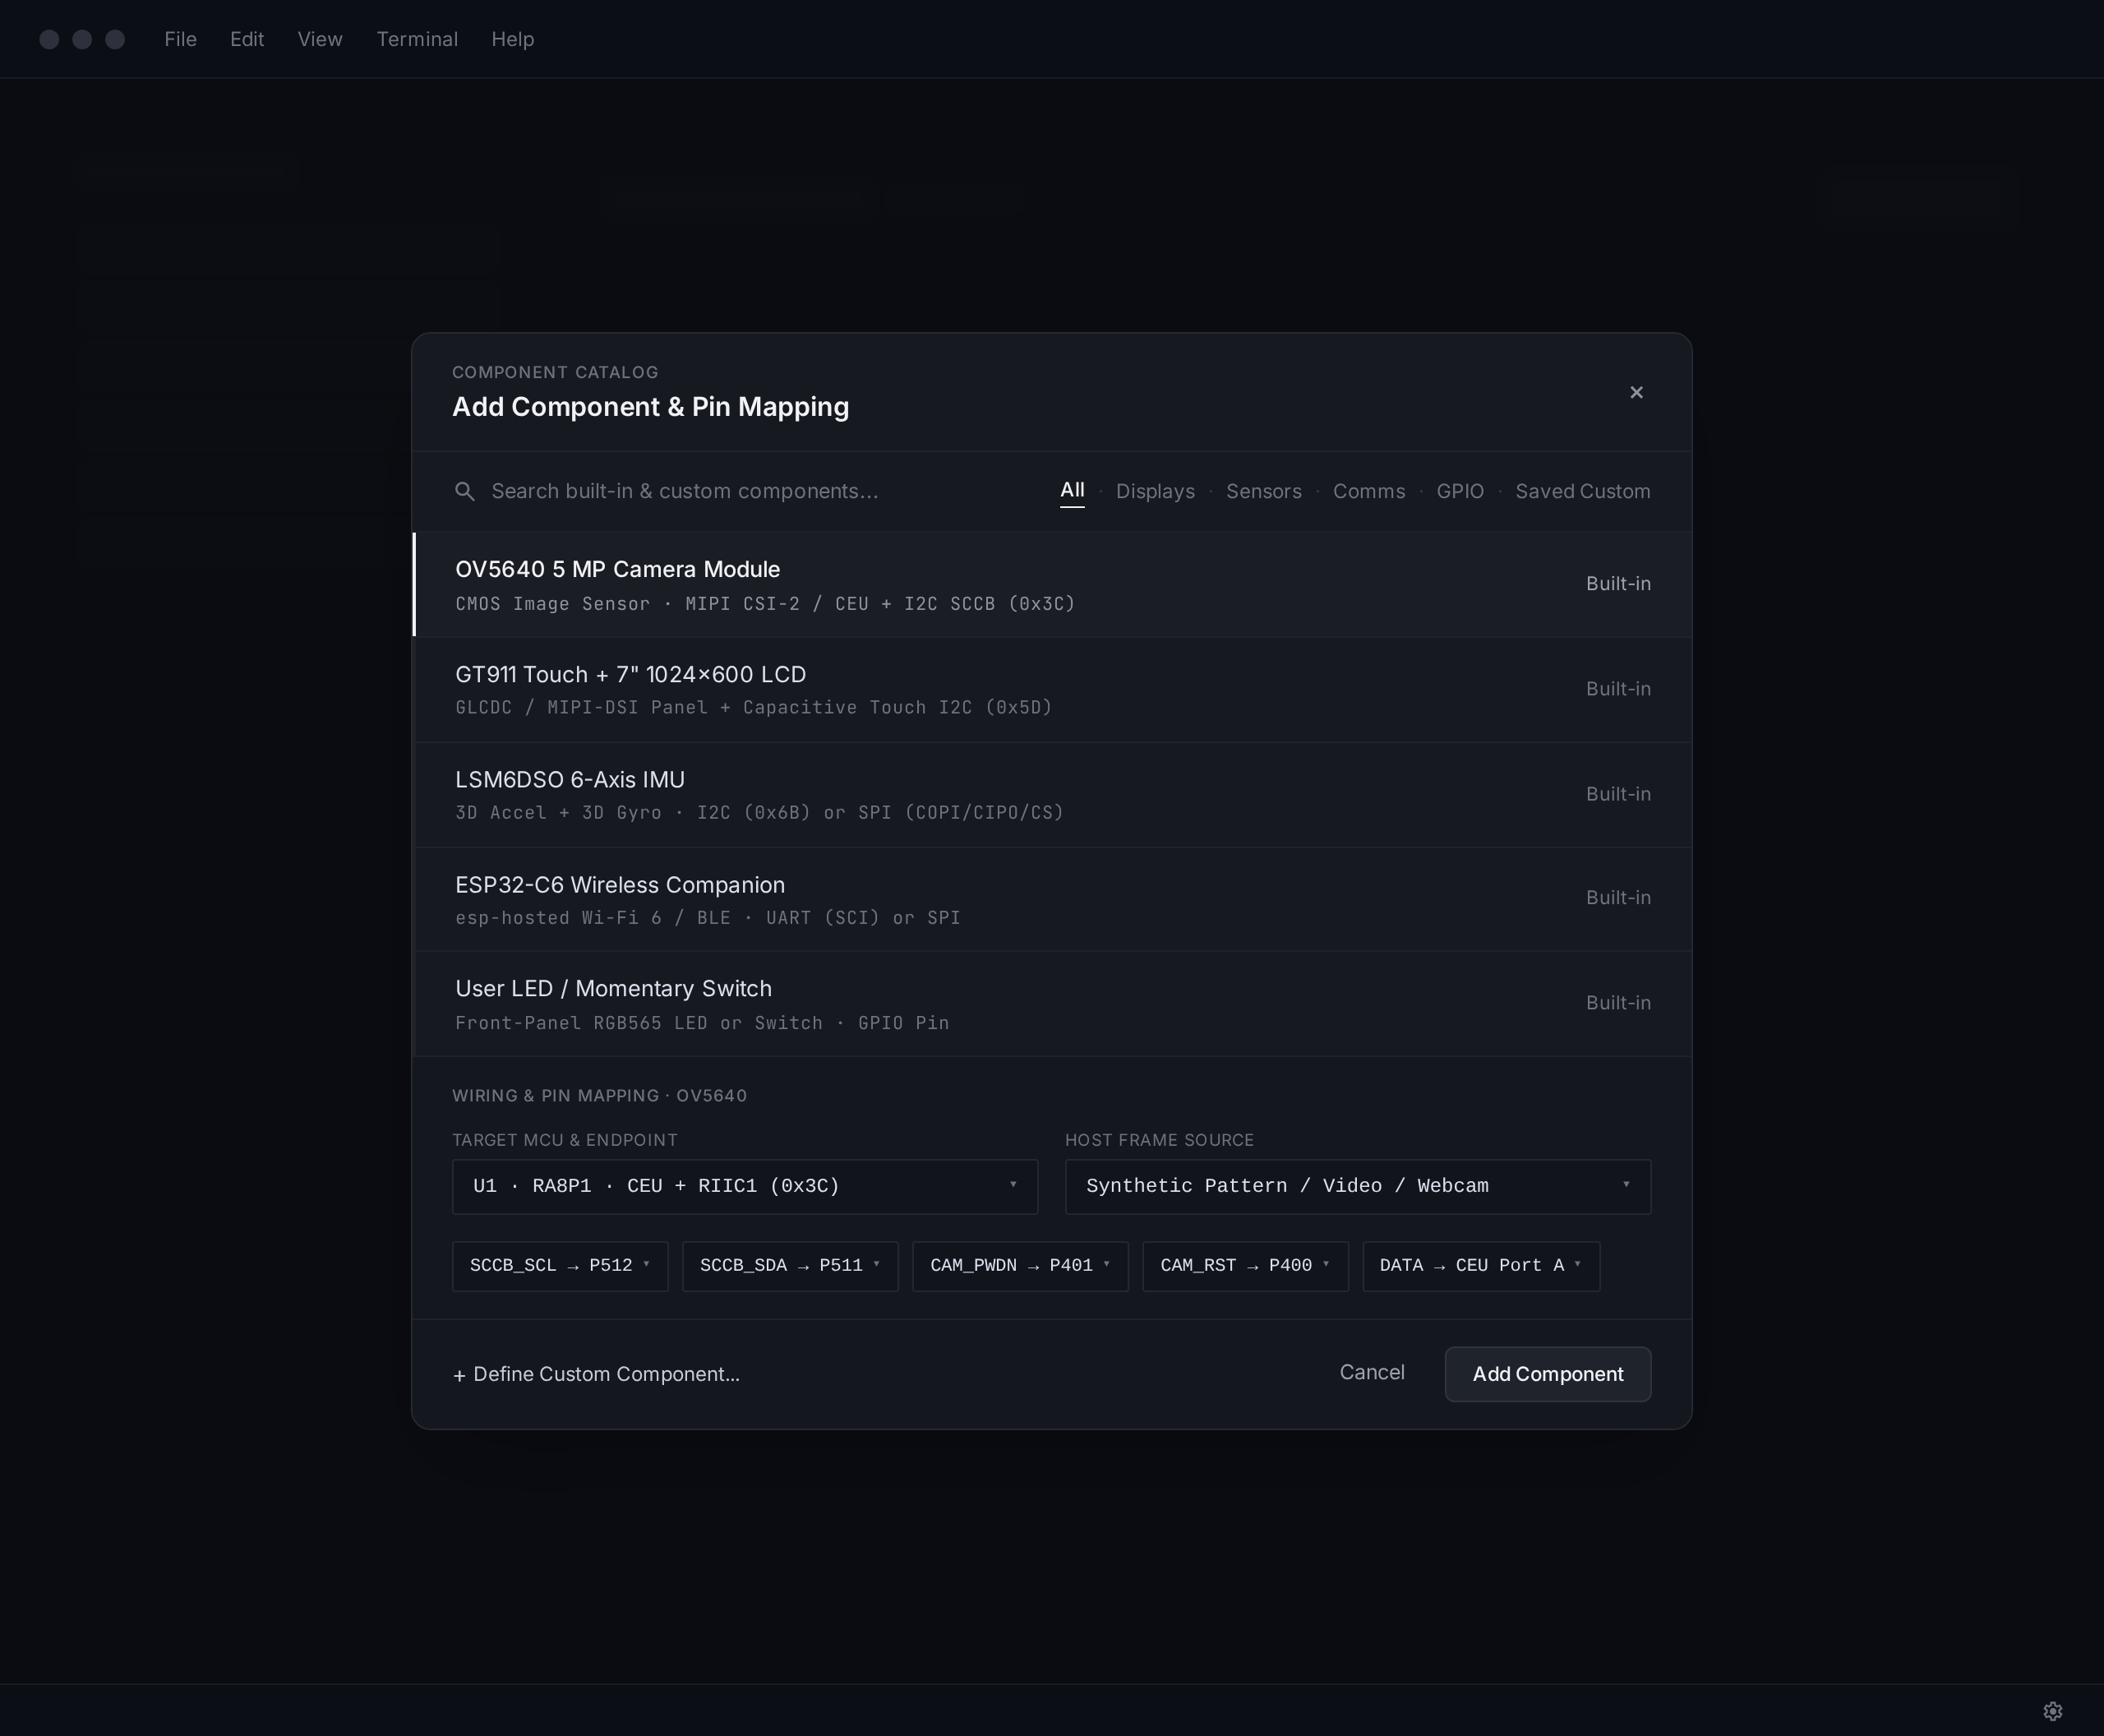 File Edit View Terminal Help
COMPONENT CATALOG
Add Component & Pin Mapping
×
Search built-in & custom components...
All · Displays · Sensors · Comms · GPIO · Saved Custom
OV5640 5 MP Camera Module
CMOS Image Sensor · MIPI CSI-2 / CEU + I2C SCCB (0x3C)
Built-in
GT911 Touch + 7" 1024×600 LCD
GLCDC / MIPI-DSI Panel + Capacitive Touch I2C (0x5D)
Built-in
LSM6DSO 6-Axis IMU
3D Accel + 3D Gyro · I2C (0x6B) or SPI (COPI/CIPO/CS)
Built-in
ESP32-C6 Wireless Companion
esp-hosted Wi-Fi 6 / BLE · UART (SCI) or SPI
Built-in
User LED / Momentary Switch
Front-Panel RGB565 LED or Switch · GPIO Pin
Built-in
WIRING & PIN MAPPING · OV5640
TARGET MCU & ENDPOINT
U1 · RA8P1 · CEU + RIIC1 (0x3C)
HOST FRAME SOURCE
Synthetic Pattern / Video / Webcam
SCCB_SCL → P512
SCCB_SDA → P511
CAM_PWDN → P401
CAM_RST → P400
DATA → CEU Port A
+ Define Custom Component...
Cancel
Add Component